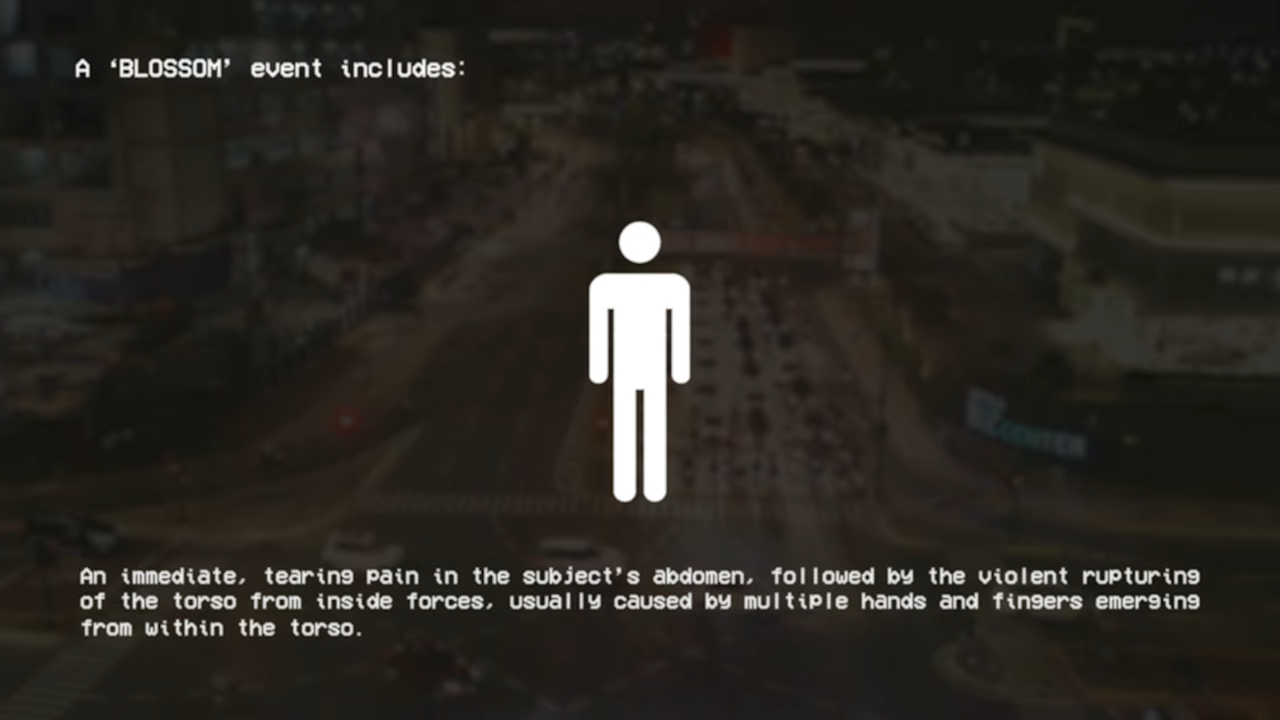 A ‘BLOSSOM’ event includes:
CENTER
An immediate, tearing pain in the subject’s abdomen, followed by the violent rupturing
of the torso from inside forces, usually caused by multiple hands and fingers emerging
from within the torso.